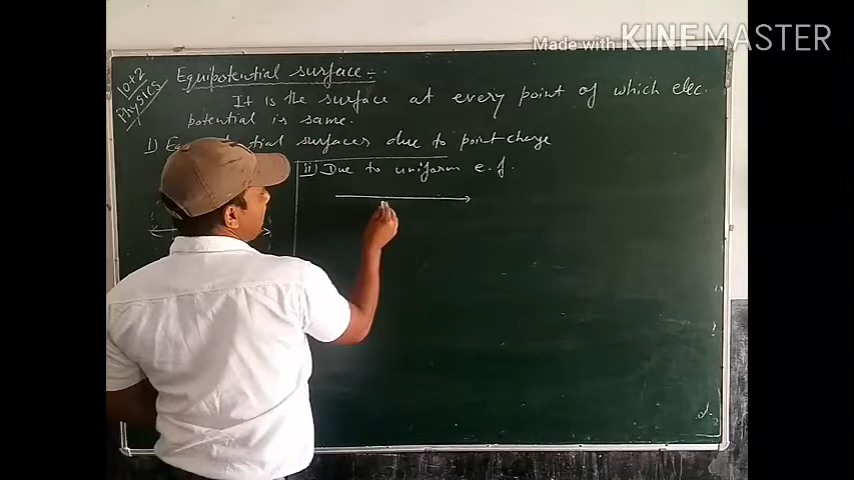 Made with KINEMASTER
10+2
Physics
Equipotential surface :-
It is the surface at every point of which elec.
potential is same.
i) surfaces due to point charge
ii) Due to uniform e.f.